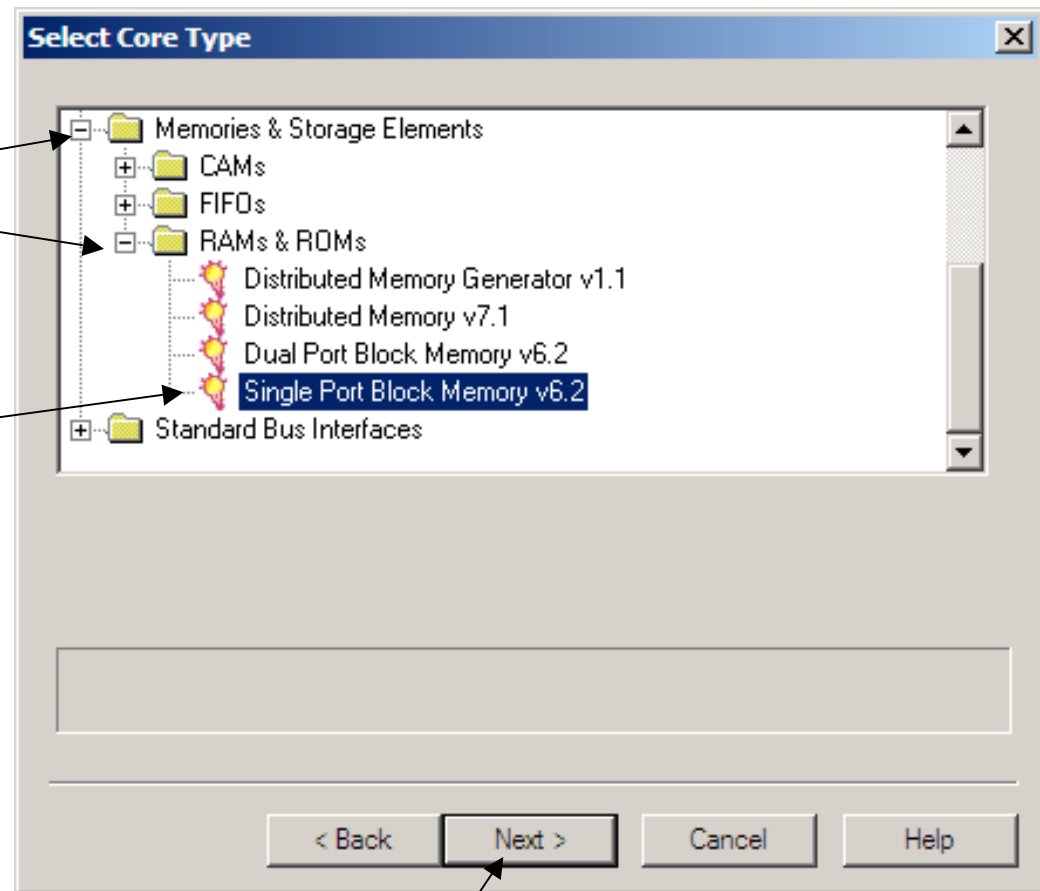 Select Core Type
Memories & Storage Elements
CAMs
FIFOs
RAMs & ROMs
Distributed Memory Generator v1.1
Distributed Memory v7.1
Dual Port Block Memory v6.2
Single Port Block Memory v6.2
Standard Bus Interfaces
< Back Next > Cancel Help